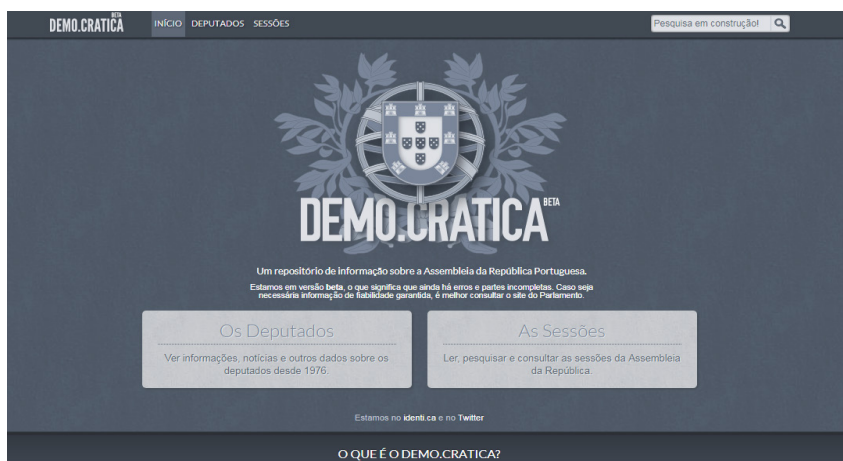 DEMO.CRATICA BETA
INÍCIO DEPUTADOS SESSÕES
Pesquisa em construção!
DEMO.CRATICA BETA
Um repositório de informação sobre a Assembleia da República Portuguesa.
Estamos em versão beta, o que significa que ainda há erros e partes incompletas. Caso seja
necessária informação de fiabilidade garantida, é melhor consultar o site do Parlamento.
Os Deputados
Ver informações, notícias e outros dados sobre os
deputados desde 1976.
As Sessões
Ler, pesquisar e consultar as sessões da Assembleia
da República.
Estamos no identi.ca e no Twitter
O QUE É O DEMO.CRATICA?